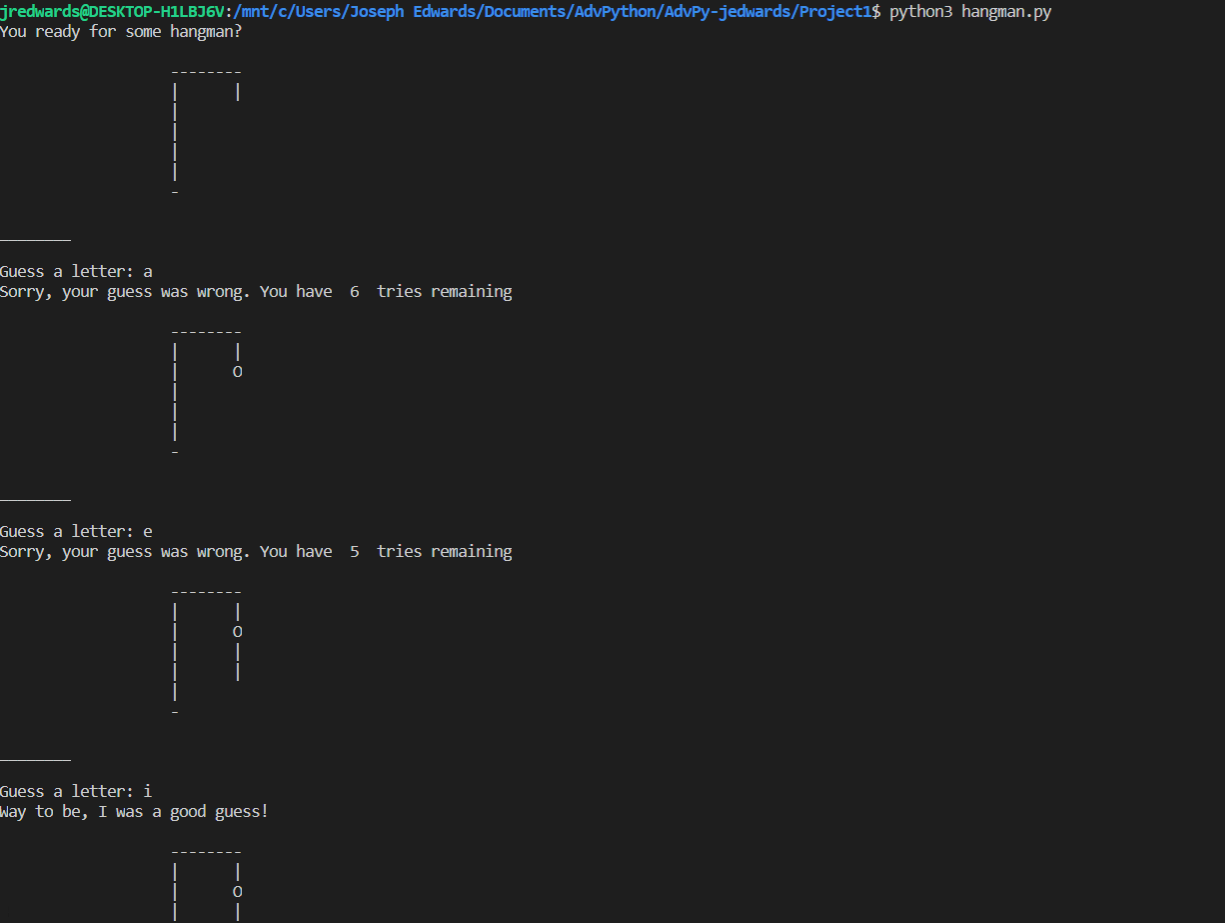 jredwards@DESKTOP-H1LBJ6V:/mnt/c/Users/Joseph Edwards/Documents/AdvPython/AdvPy-jedwards/Project1$ python3 hangman.py
You ready for some hangman?
                   --------
                   |      |
                   |
                   |
                   |
                   |
                   -
________
Guess a letter: a
Sorry, your guess was wrong. You have  6  tries remaining
                   --------
                   |      |
                   |      O
                   |
                   |
                   |
                   -
________
Guess a letter: e
Sorry, your guess was wrong. You have  5  tries remaining
                   --------
                   |      |
                   |      O
                   |      |
                   |      |
                   |
                   -
________
Guess a letter: i
Way to be, I was a good guess!
                   --------
                   |      |
                   |      O
                   |      |